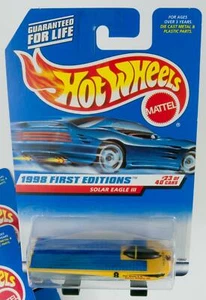 GUARANTEED
FOR LIFE
FOR AGES
OVER 3 YEARS.
DIE CAST METAL &
PLASTIC PARTS.
Hot Wheels
MATTEL
1998 FIRST EDITIONS
SOLAR EAGLE III
#23 of
40 CARS